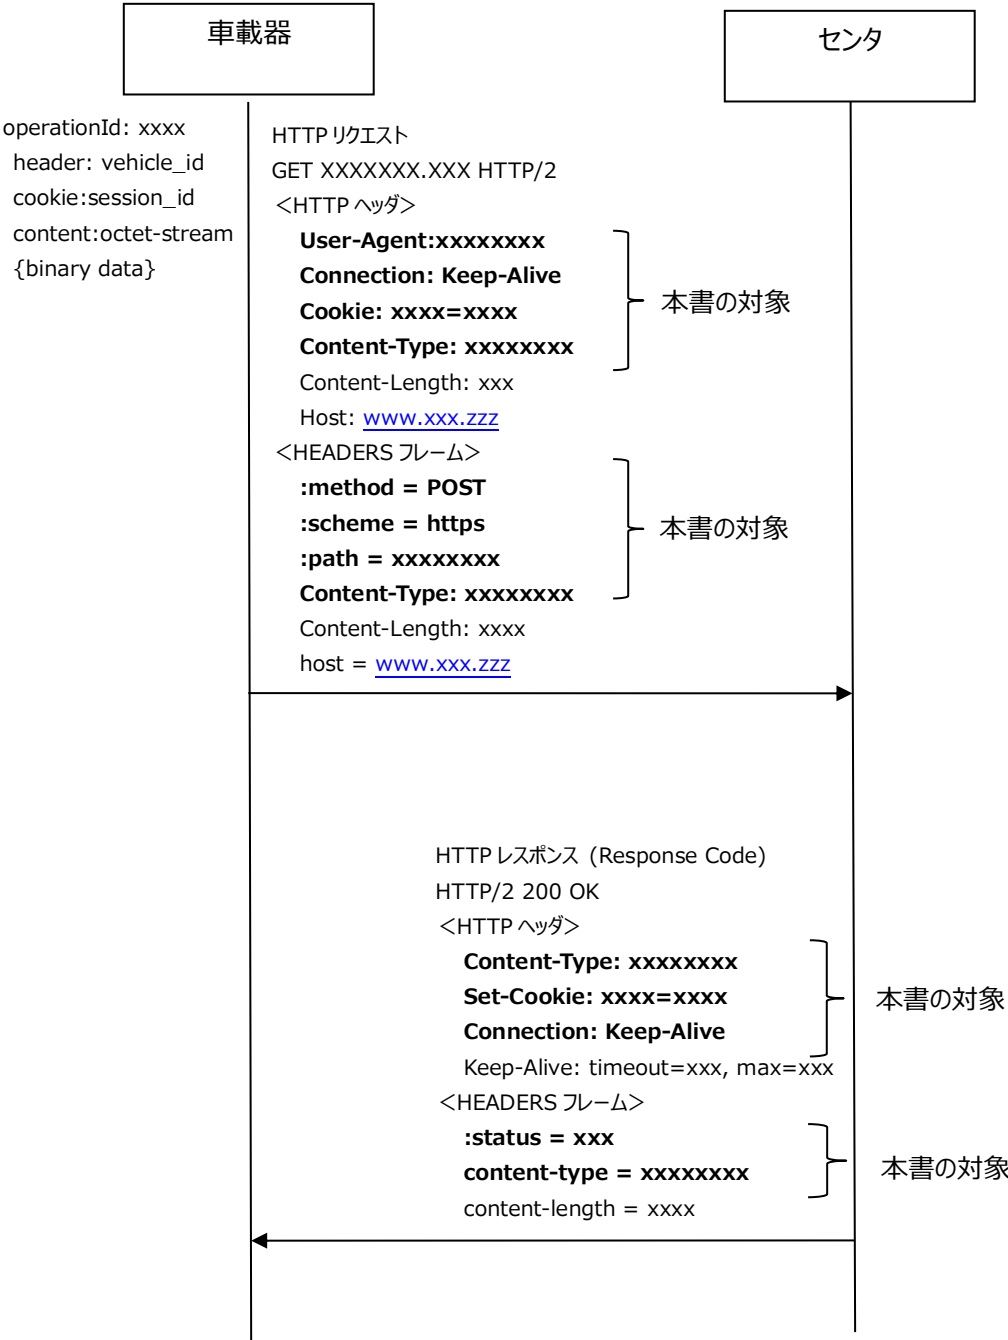 車載器
センタ
operationId: xxxx
header: vehicle_id
cookie:session_id
content:octet-stream
{binary data}
HTTP リクエスト
GET XXXXXXX.XXX HTTP/2
＜HTTP ヘッダ＞
User-Agent:xxxxxxxx
Connection: Keep-Alive
Cookie: xxxx=xxxx
Content-Type: xxxxxxxx
本書の対象
Content-Length: xxx
Host: www.xxx.zzz
＜HEADERS フレーム＞
:method = POST
:scheme = https
:path = xxxxxxxx
Content-Type: xxxxxxxx
本書の対象
Content-Length: xxxx
host = www.xxx.zzz
HTTP レスポンス (Response Code)
HTTP/2 200 OK
＜HTTP ヘッダ＞
Content-Type: xxxxxxxx
Set-Cookie: xxxx=xxxx
Connection: Keep-Alive
本書の対象
Keep-Alive: timeout=xxx, max=xxx
＜HEADERS フレーム＞
:status = xxx
content-type = xxxxxxxx
本書の対象
content-length = xxxx